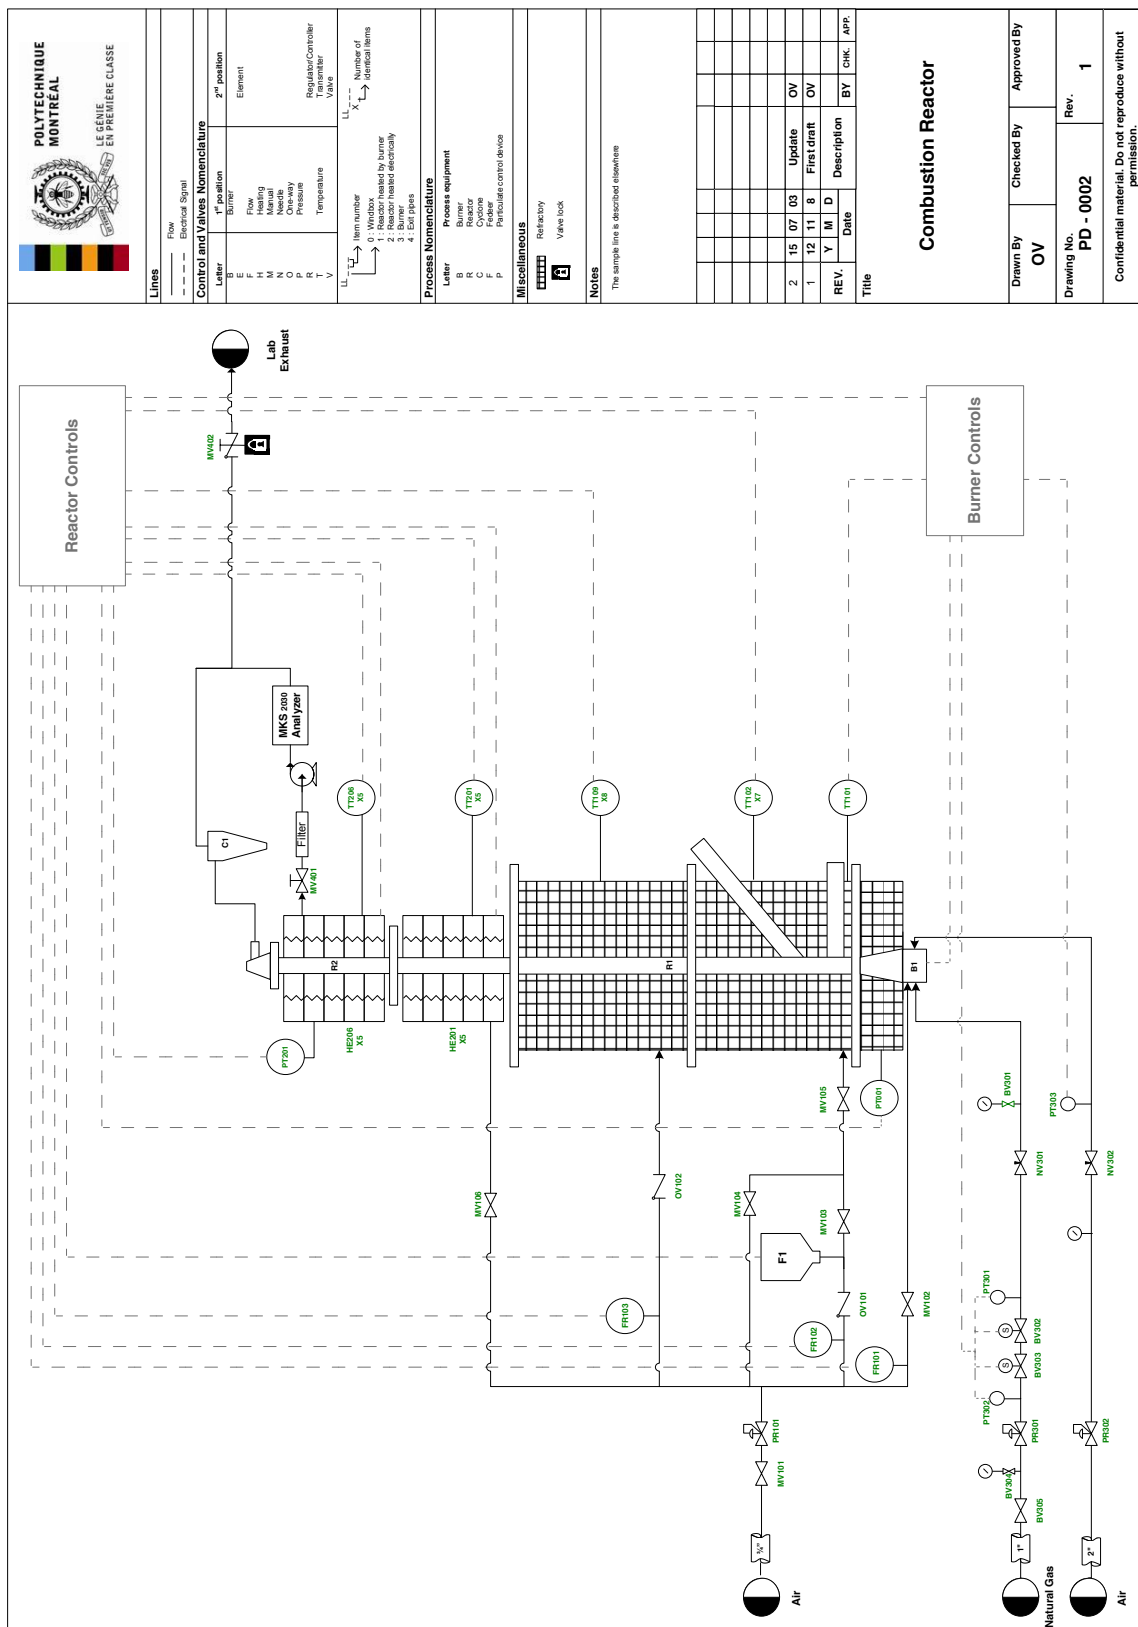 POLYTECHNIQUE
MONTRÉAL
LE GÉNIE
EN PREMIÈRE CLASSE
Lines
Flow
Electrical Signal
Control and Valves Nomenclature
Letter 1st position 2nd position
B Burner
E Element
F Flow
H Heating
M Manual
N Needle
O One-way
P Pressure
R Regulator/Controller
T Temperature Transmitter
V Valve
LL_ _ _ Item number
0 : Windbox
1 : Reactor heated by burner
2 : Reactor heated electrically
3 : Burner
4 : Exit pipes
LL_ _ _
X_ Number of
identical items
Process Nomenclature
Letter Process equipment
B Burner
R Reactor
C Cyclone
F Feeder
P Particulate control device
Miscellaneous
Refractory
Valve lock
Notes
The sample line is described elsewhere
2 15 07 03 Update OV
1 12 11 8 First draft OV
REV. Y M D Description BY CHK. APP.
Date
Title
Combustion Reactor
Drawn By Checked By Approved By
OV
Drawing No. Rev.
PD - 0002 1
Confidential material. Do not reproduce without
permission.
Reactor Controls
Burner Controls
Lab
Exhaust
MV402
MKS 2030
Analyzer
Filter
MV401
C1
TT206
X5
TT201
X5
TT109
X8
TT102
X7
TT101
R2
R1
B1
PT201
HE206
X5
HE201
X5
PT001
MV106
OV102
MV104
MV105
MV103
F1
OV101
MV102
FR103
FR102
FR101
PR101
MV101
¾"
Air
BV301
NV301
PT301
BV302
S
BV303
S
PT302
PR301
BV304
BV305
1"
Natural Gas
PT303
NV302
PR302
2"
Air